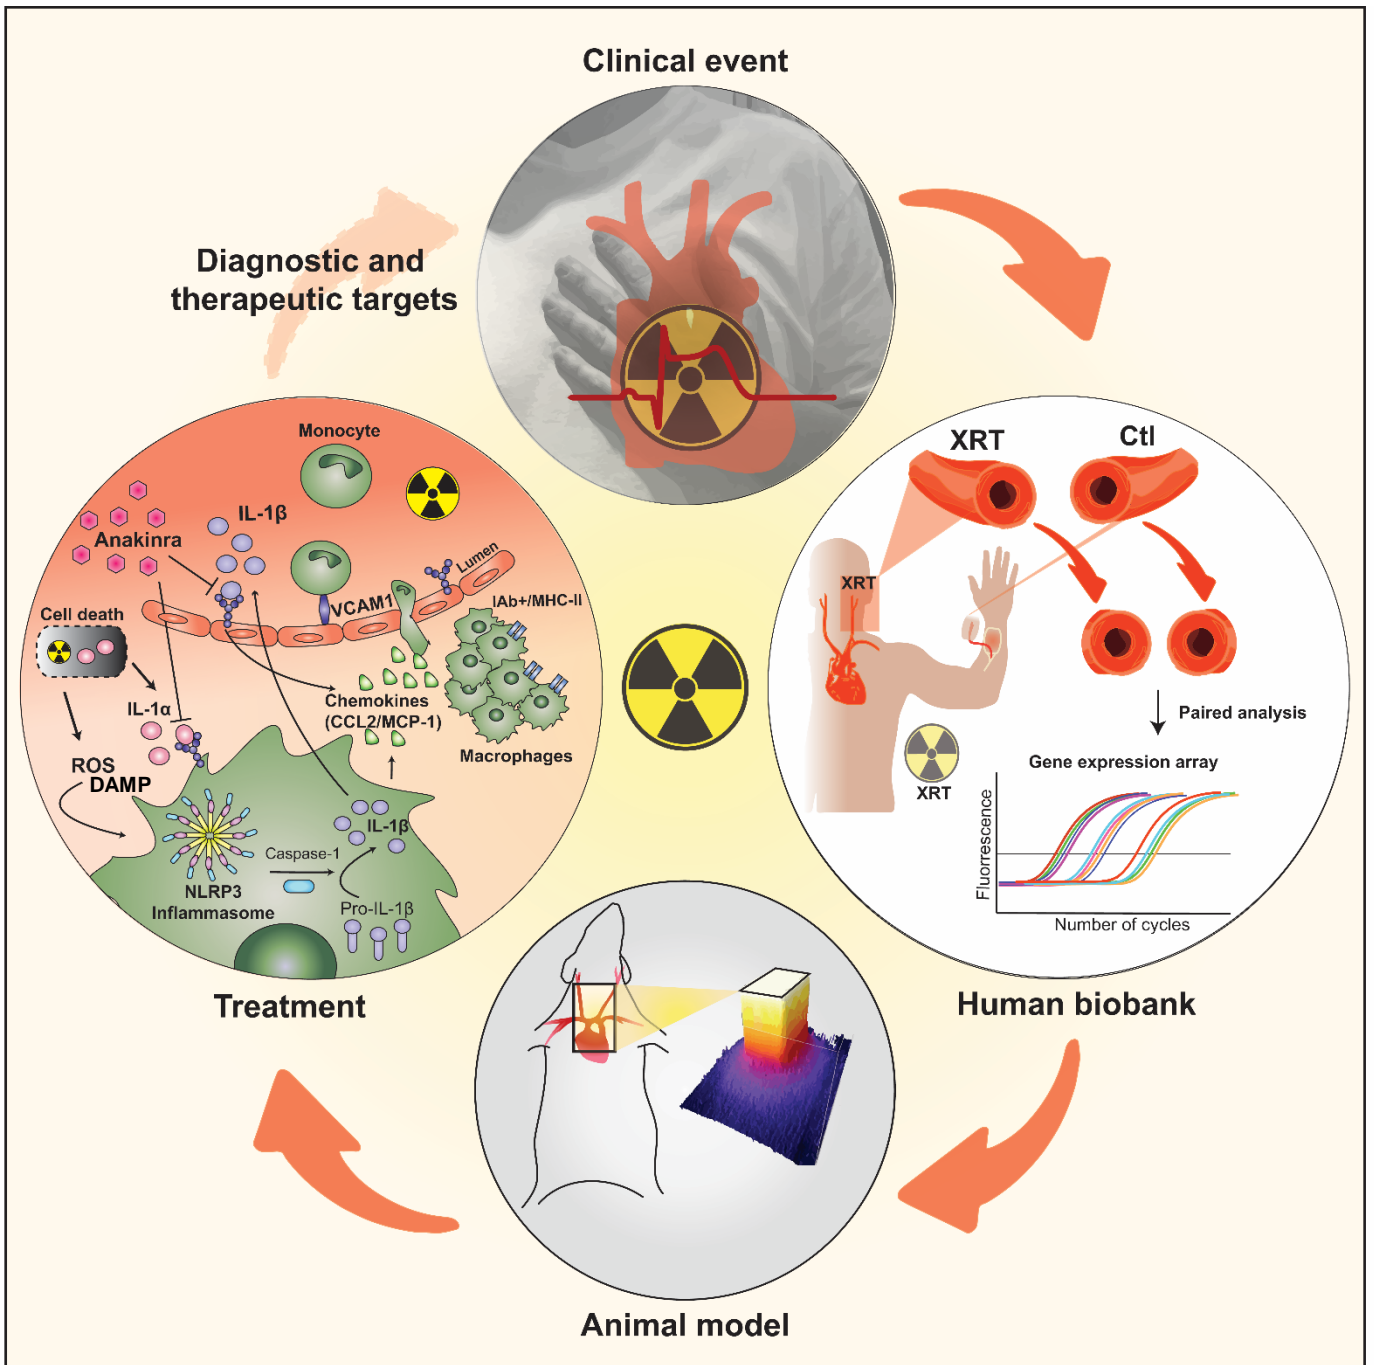 Clinical event
Diagnostic and
therapeutic targets
Monocyte
IL-1β
Anakinra
Lumen
VCAM1
IAb+/MHC-II
Cell death
IL-1α
Chemokines
(CCL2/MCP-1)
Macrophages
ROS
DAMP
IL-1β
Caspase-1
NLRP3
Inflammasome
Pro-IL-1β
Treatment
XRT
Ctl
XRT
Paired analysis
XRT
Gene expression array
Fluorescence
Number of cycles
Human biobank
Animal model